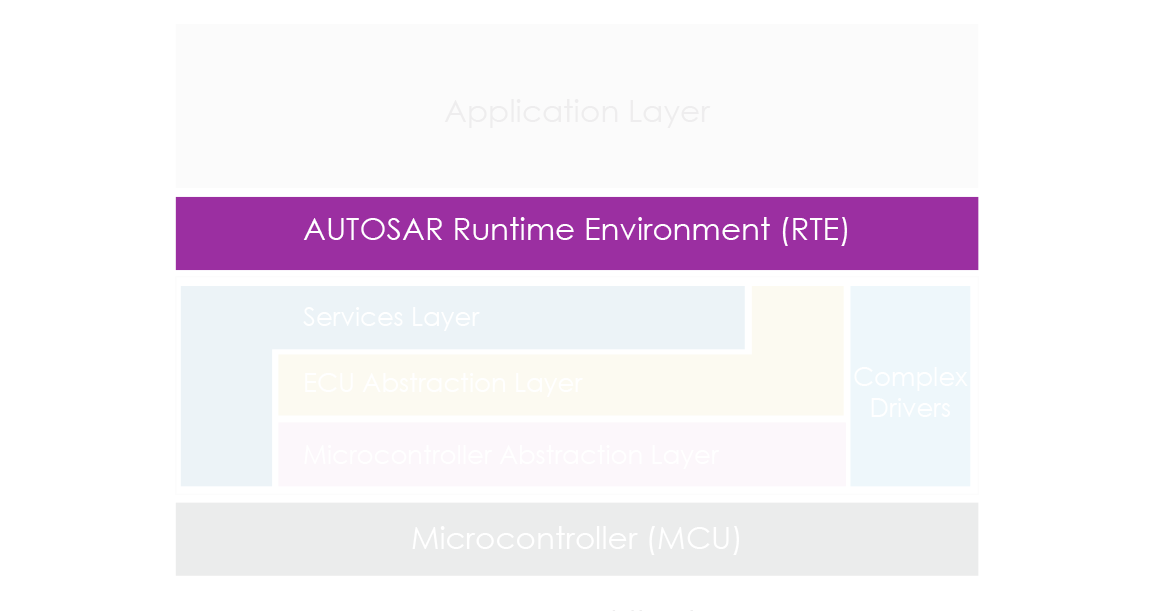 Application Layer
AUTOSAR Runtime Environment (RTE)
Services Layer
ECU Abstraction Layer
Complex
Drivers
Microcontroller Abstraction Layer
Microcontroller (MCU)